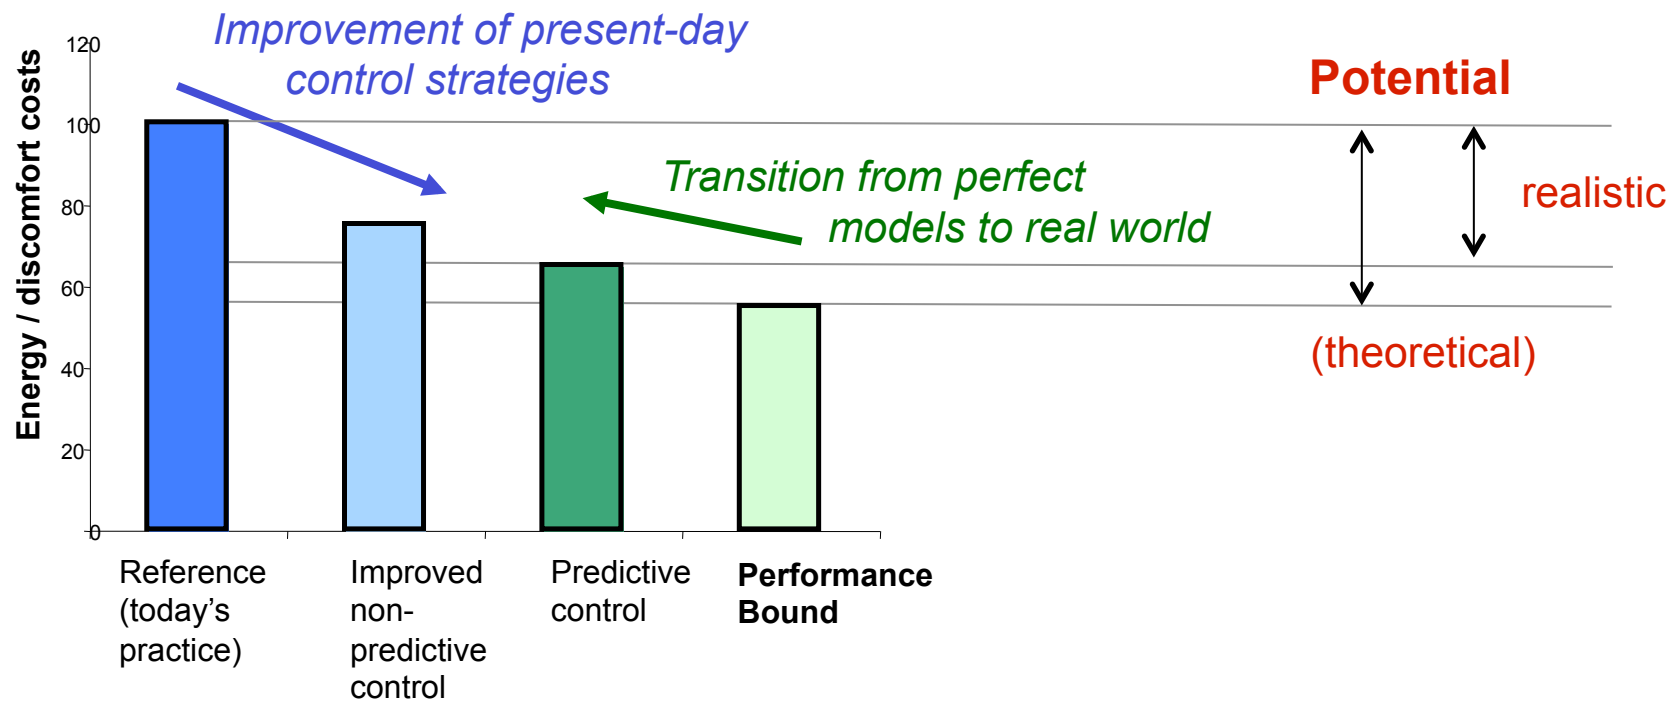 Improvement of present-day
control strategies
Potential
Transition from perfect
models to real world
realistic
(theoretical)
Energy / discomfort costs
120
100
80
60
40
20
0
Reference
(today’s
practice)
Improved
non-
predictive
control
Predictive
control
Performance
Bound